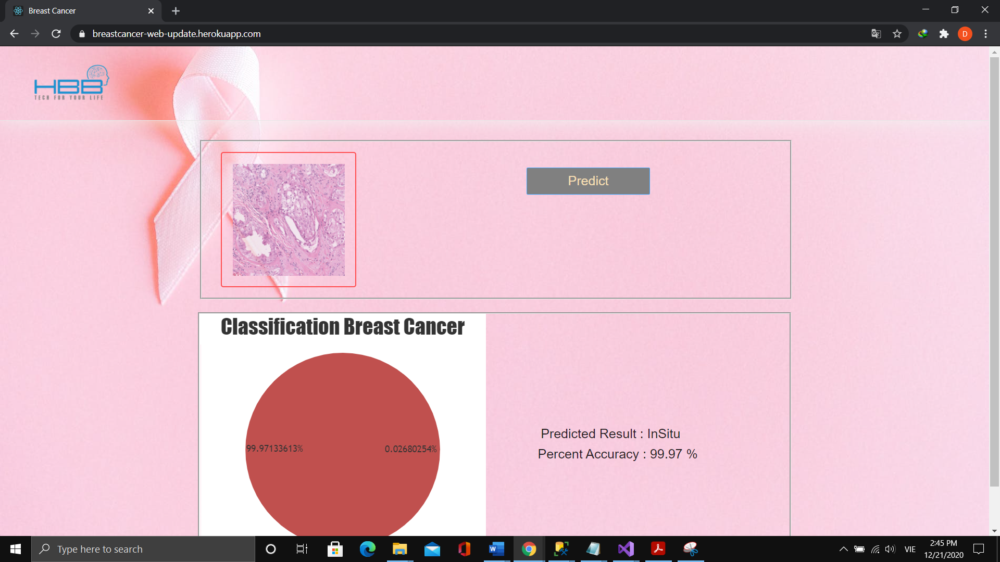 Breast Cancer
breastcancer-web-update.herokuapp.com
D
HBB
TECH FOR YOUR LIFE
Predict
Classification Breast Cancer
99.97133613%
0.02680254%
Predicted Result : InSitu
Percent Accuracy : 99.97 %
Type here to search
VIE
2:45 PM
12/21/2020